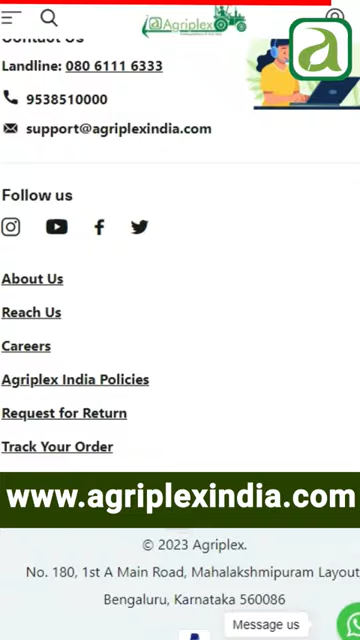 @Agriplex
Contact Us
Landline: 080 6111 6333
9538510000
support@agriplexindia.com
Follow us
About Us
Reach Us
Careers
Agriplex India Policies
Request for Return
Track Your Order
www.agriplexindia.com
© 2023 Agriplex.
No. 180, 1st A Main Road, Mahalakshmipuram Layout
Bengaluru, Karnataka 560086
Message us